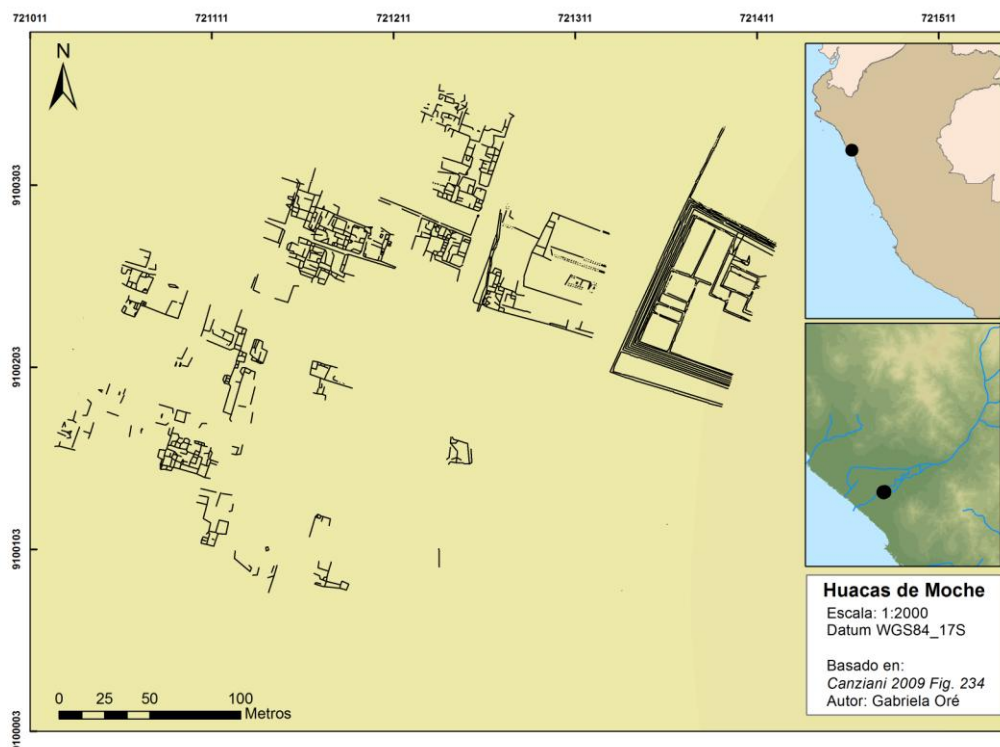 721011 721111 721211 721311 721411 721511
N
9100303
9100203
9100103
9100003
0 25 50 100
Metros
Huacas de Moche
Escala: 1:2000
Datum WGS84_17S
Basado en:
Canziani 2009 Fig. 234
Autor: Gabriela Oré